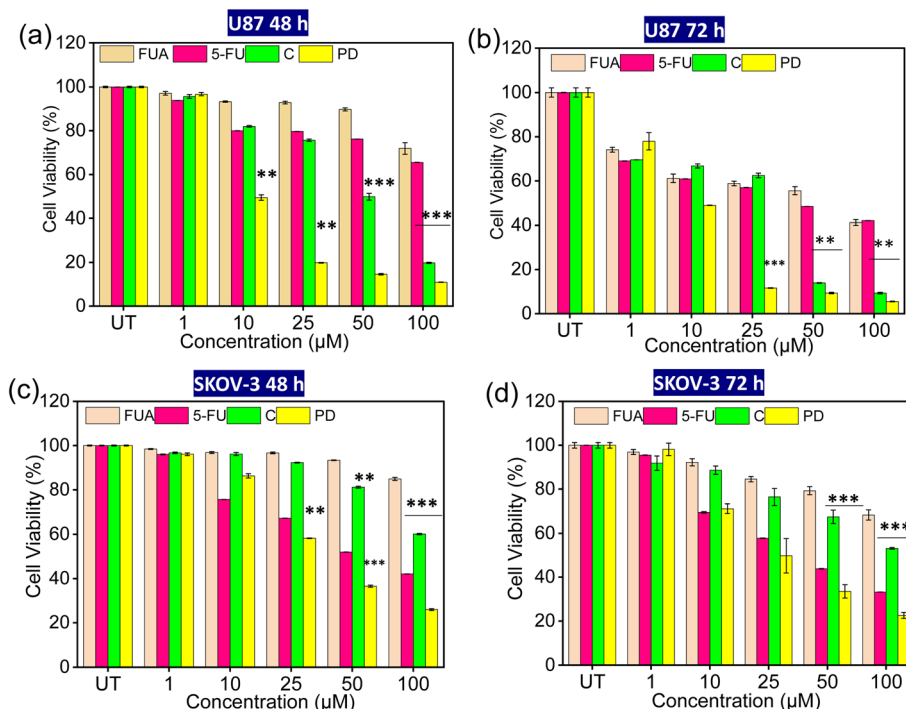 U87 48 h
(a)
120
100
80
60
40
20
0
Cell Viability (%)
FUA 5-FU C PD
**
**
***
***
UT 1 10 25 50 100
Concentration (µM)
U87 72 h
(b)
120
100
80
60
40
20
0
Cell Viability (%)
FUA 5-FU C PD
***
**
**
UT 1 10 25 50 100
Concentration (µM)
SKOV-3 48 h
(c)
120
100
80
60
40
20
0
Cell Viability (%)
FUA 5-FU C PD
**
**
***
***
UT 1 10 25 50 100
Concentration (µM)
SKOV-3 72 h
(d)
120
100
80
60
40
20
0
Cell Viability (%)
FUA 5-FU C PD
***
***
UT 1 10 25 50 100
Concentration (µM)